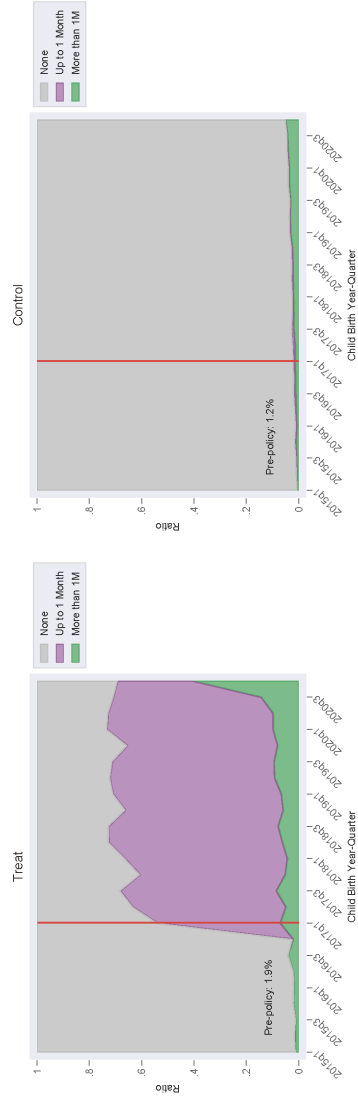 Treat
None
Up to 1 Month
More than 1M
Ratio
1
.8
.6
.4
.2
0
Pre-policy: 1.9%
2015q1
2015q3
2016q1
2016q3
2017q1
2017q3
2018q1
2018q3
2019q1
2019q3
2020q1
2020q3
Child Birth Year-Quarter
Control
None
Up to 1 Month
More than 1M
Ratio
1
.8
.6
.4
.2
0
Pre-policy: 1.2%
2015q1
2015q3
2016q1
2016q3
2017q1
2017q3
2018q1
2018q3
2019q1
2019q3
2020q1
2020q3
Child Birth Year-Quarter